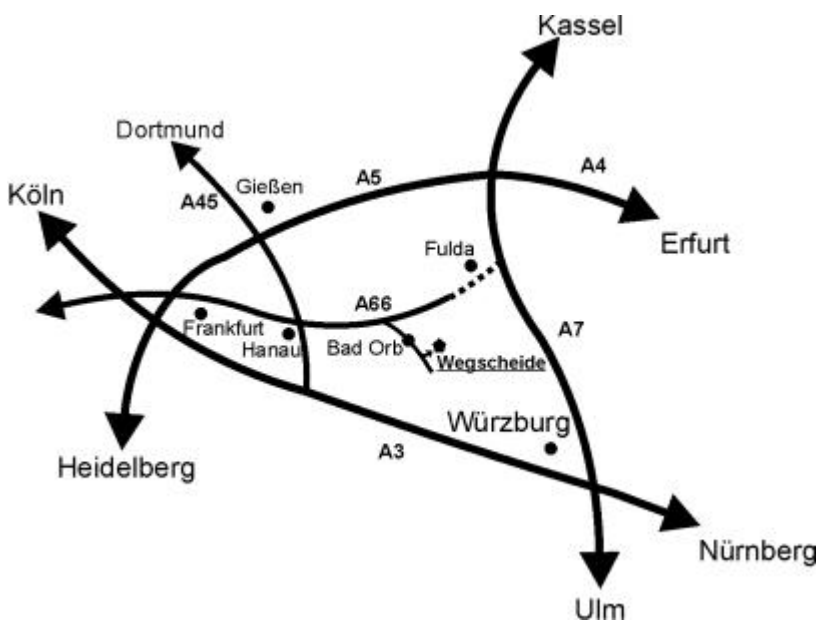 Kassel
Dortmund
A5
A4
Gießen
Köln
A45
Erfurt
Fulda
A66
Frankfurt
A7
Hanau
Bad Orb
Wegscheide
Würzburg
A3
Heidelberg
Nürnberg
Ulm